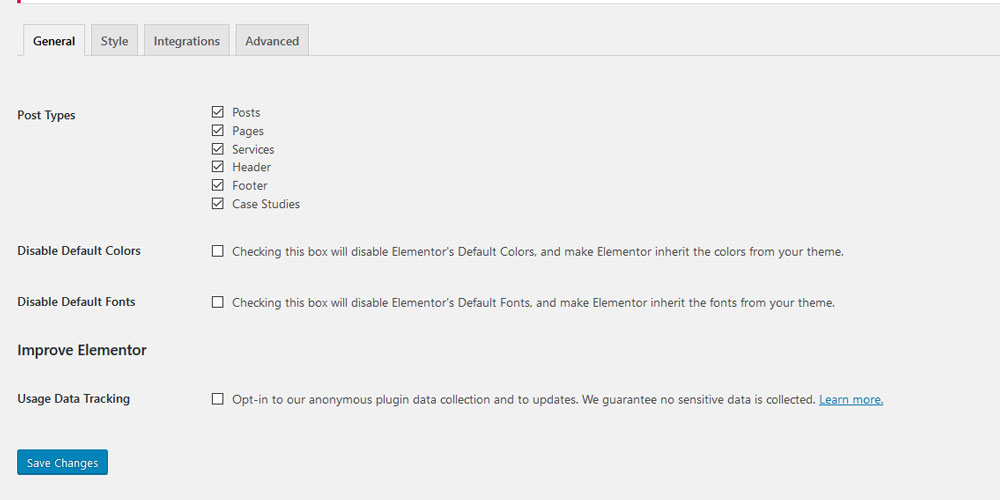 General Style Integrations Advanced
Post Types
Posts
Pages
Services
Header
Footer
Case Studies
Disable Default Colors
Checking this box will disable Elementor's Default Colors, and make Elementor inherit the colors from your theme.
Disable Default Fonts
Checking this box will disable Elementor's Default Fonts, and make Elementor inherit the fonts from your theme.
Improve Elementor
Usage Data Tracking
Opt-in to our anonymous plugin data collection and to updates. We guarantee no sensitive data is collected. Learn more.
Save Changes